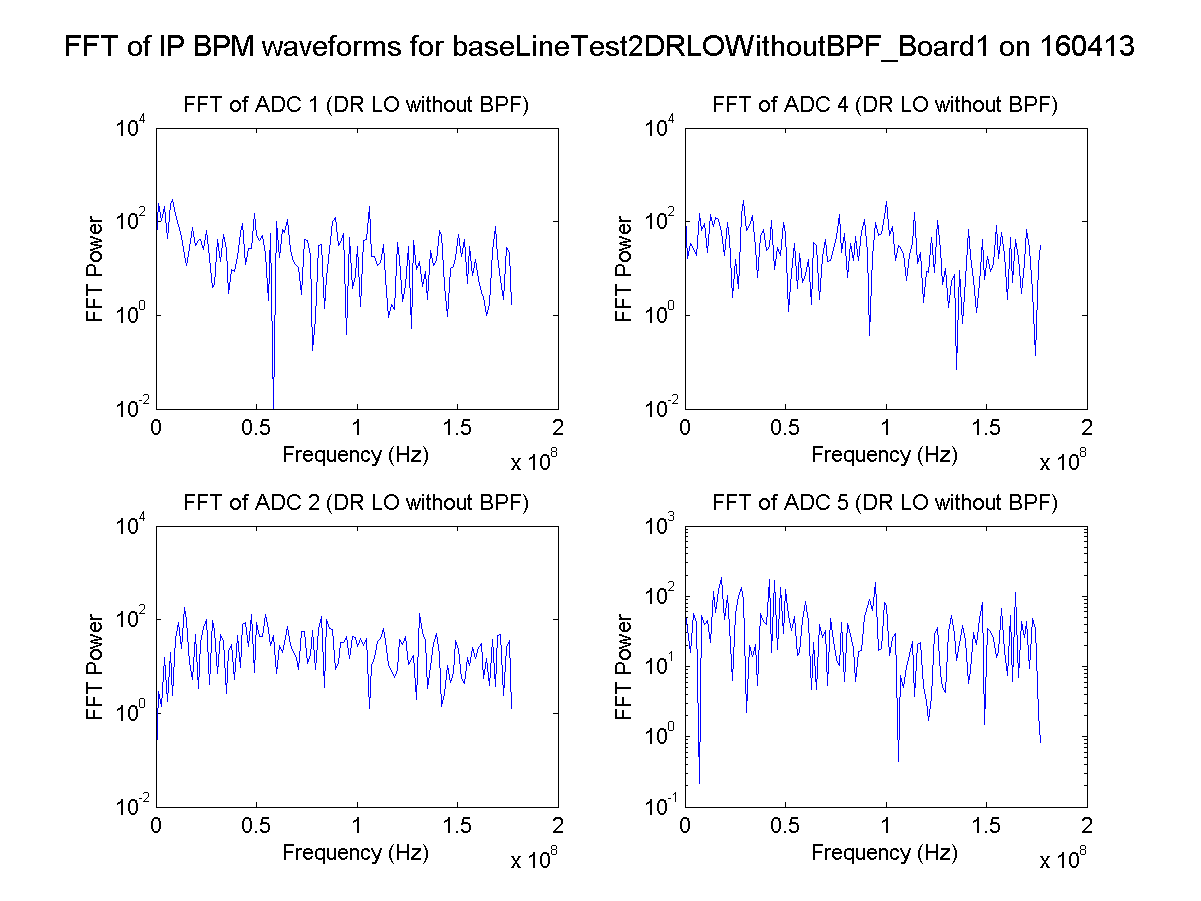 FFT of IP BPM waveforms for baseLineTest2DRLOWithoutBPF_Board1 on 160413
FFT of ADC 1 (DR LO without BPF)
10^4
10^2
10^0
10^-2
FFT Power
0 0.5 1 1.5 2
Frequency (Hz)
x 10^8
FFT of ADC 4 (DR LO without BPF)
10^4
10^2
10^0
10^-2
FFT Power
0 0.5 1 1.5 2
Frequency (Hz)
x 10^8
FFT of ADC 2 (DR LO without BPF)
10^4
10^2
10^0
10^-2
FFT Power
0 0.5 1 1.5 2
Frequency (Hz)
x 10^8
FFT of ADC 5 (DR LO without BPF)
10^3
10^2
10^1
10^0
10^-1
FFT Power
0 0.5 1 1.5 2
Frequency (Hz)
x 10^8